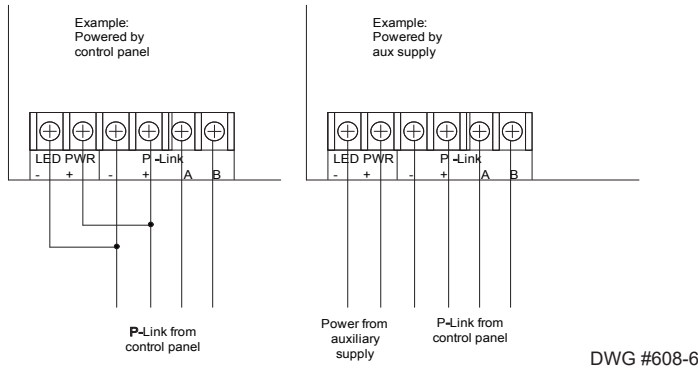 Example:
Powered by
control panel
LED PWR P -Link
- + - + A B
P-Link from
control panel
Example:
Powered by
aux supply
LED PWR P -Link
- + - + A B
Power from
auxiliary
supply
P-Link from
control panel
DWG #608-6